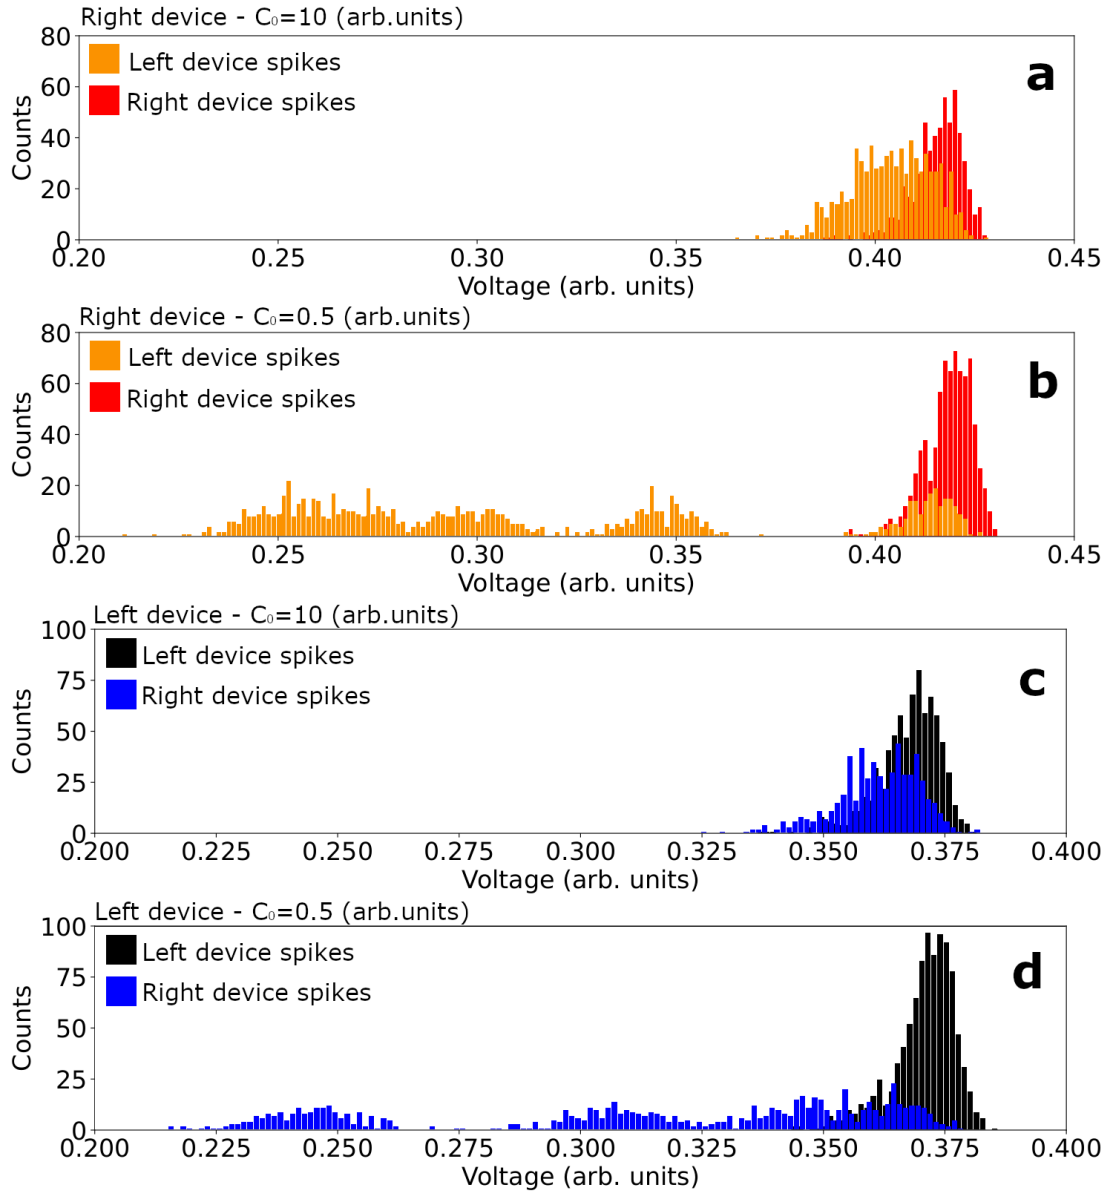 Right device - C₀=10 (arb.units)
80
60
40
20
0
Counts
Left device spikes
Right device spikes
a
0.20 0.25 0.30 0.35 0.40 0.45
Voltage (arb. units)
Right device - C₀=0.5 (arb.units)
80
60
40
20
0
Counts
Left device spikes
Right device spikes
b
0.20 0.25 0.30 0.35 0.40 0.45
Voltage (arb. units)
Left device - C₀=10 (arb.units)
100
75
50
25
0
Counts
Left device spikes
Right device spikes
c
0.200 0.225 0.250 0.275 0.300 0.325 0.350 0.375 0.400
Voltage (arb. units)
Left device - C₀=0.5 (arb.units)
100
75
50
25
0
Counts
Left device spikes
Right device spikes
d
0.200 0.225 0.250 0.275 0.300 0.325 0.350 0.375 0.400
Voltage (arb. units)